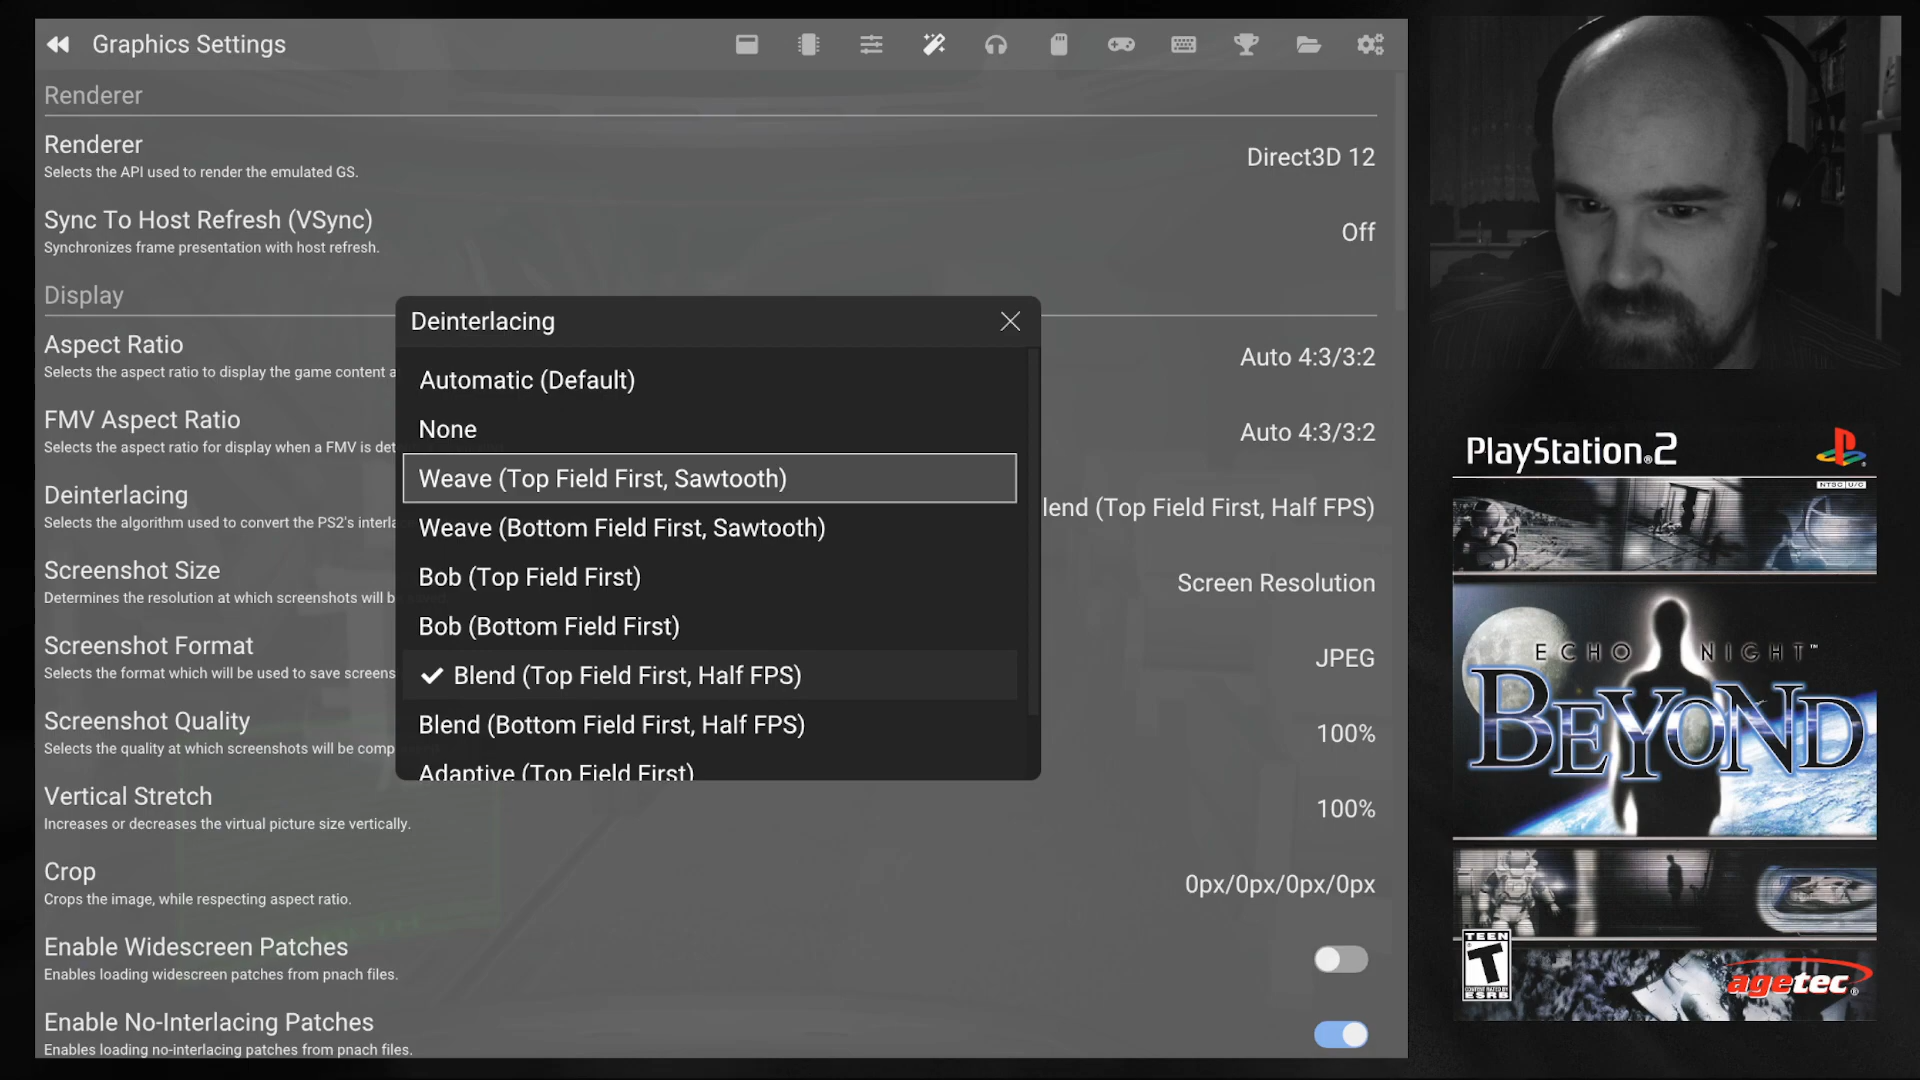 Graphics Settings
Renderer
Renderer
Selects the API used to render the emulated GS.
Direct3D 12
Sync To Host Refresh (VSync)
Synchronizes frame presentation with host refresh.
Off
Display
Aspect Ratio
Selects the aspect ratio to display the game content a
Auto 4:3/3:2
FMV Aspect Ratio
Selects the aspect ratio for display when a FMV is det
Auto 4:3/3:2
Deinterlacing
Selects the algorithm used to convert the PS2's interla
lend (Top Field First, Half FPS)
Screenshot Size
Determines the resolution at which screenshots will b
Screen Resolution
Screenshot Format
Selects the format which will be used to save screens
JPEG
Screenshot Quality
Selects the quality at which screenshots will be comp
100%
Vertical Stretch
Increases or decreases the virtual picture size vertically.
100%
Crop
Crops the image, while respecting aspect ratio.
0px/0px/0px/0px
Enable Widescreen Patches
Enables loading widescreen patches from pnach files.
Enable No-Interlacing Patches
Enables loading no-interlacing patches from pnach files.
Deinterlacing
Automatic (Default)
None
Weave (Top Field First, Sawtooth)
Weave (Bottom Field First, Sawtooth)
Bob (Top Field First)
Bob (Bottom Field First)
Blend (Top Field First, Half FPS)
Blend (Bottom Field First, Half FPS)
Adaptive (Top Field First)
PlayStation®2
NTSC U/C
ECHO NIGHT™
BEYOND
TEEN
T
CONTENT RATED BY
ESRB
agetec®